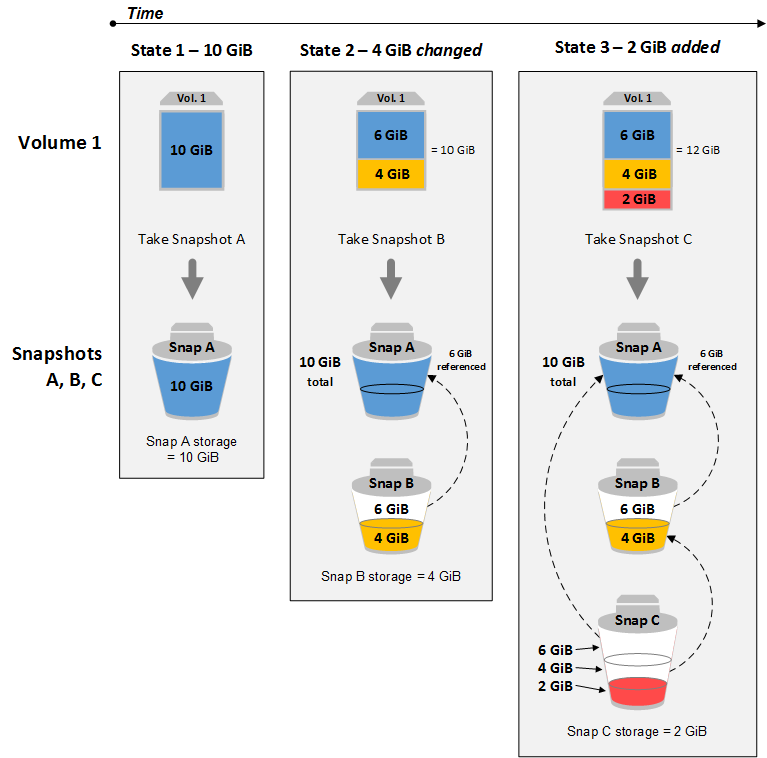 Time
State 1 – 10 GiB
State 2 – 4 GiB changed
State 3 – 2 GiB added
Volume 1
Vol. 1
10 GiB
Take Snapshot A
Vol. 1
6 GiB
= 10 GiB
4 GiB
Take Snapshot B
Vol. 1
6 GiB
= 12 GiB
4 GiB
2 GiB
Take Snapshot C
Snapshots
A, B, C
Snap A
10 GiB
Snap A storage
= 10 GiB
Snap A
10 GiB
total
6 GiB
referenced
Snap B
6 GiB
4 GiB
Snap B storage = 4 GiB
Snap A
10 GiB
total
6 GiB
referenced
Snap B
6 GiB
4 GiB
Snap C
6 GiB
4 GiB
2 GiB
Snap C storage = 2 GiB